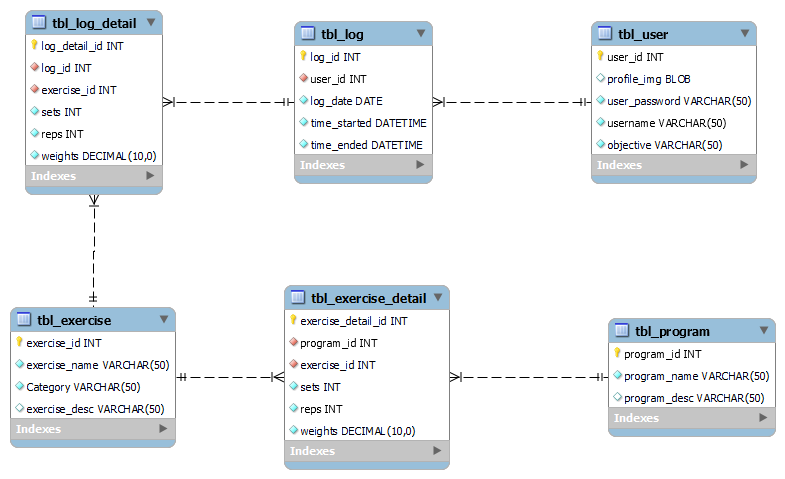 tbl_log_detail
log_detail_id INT
log_id INT
exercise_id INT
sets INT
reps INT
weights DECIMAL(10,0)
Indexes
tbl_log
log_id INT
user_id INT
log_date DATE
time_started DATETIME
time_ended DATETIME
Indexes
tbl_user
user_id INT
profile_img BLOB
user_password VARCHAR(50)
username VARCHAR(50)
objective VARCHAR(50)
Indexes
tbl_exercise
exercise_id INT
exercise_name VARCHAR(50)
Category VARCHAR(50)
exercise_desc VARCHAR(50)
Indexes
tbl_exercise_detail
exercise_detail_id INT
program_id INT
exercise_id INT
sets INT
reps INT
weights DECIMAL(10,0)
Indexes
tbl_program
program_id INT
program_name VARCHAR(50)
program_desc VARCHAR(50)
Indexes